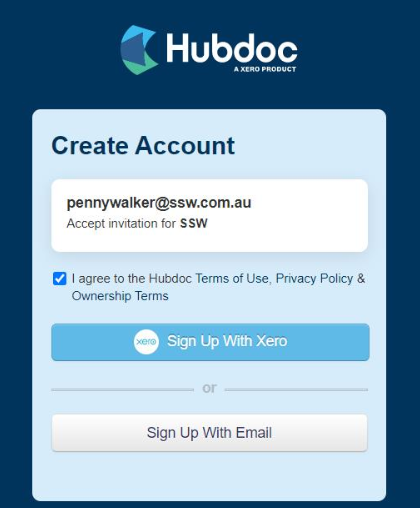 Hubdoc
A XERO PRODUCT
Create Account
pennywalker@ssw.com.au
Accept invitation for SSW
I agree to the Hubdoc Terms of Use, Privacy Policy &
Ownership Terms
xero Sign Up With Xero
or
Sign Up With Email